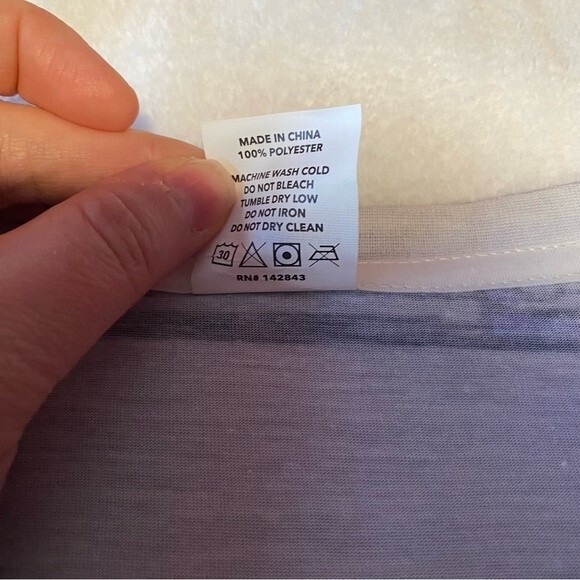 MADE IN CHINA
100% POLYESTER
MACHINE WASH COLD
DO NOT BLEACH
TUMBLE DRY LOW
DO NOT IRON
DO NOT DRY CLEAN
30
RN# 142843